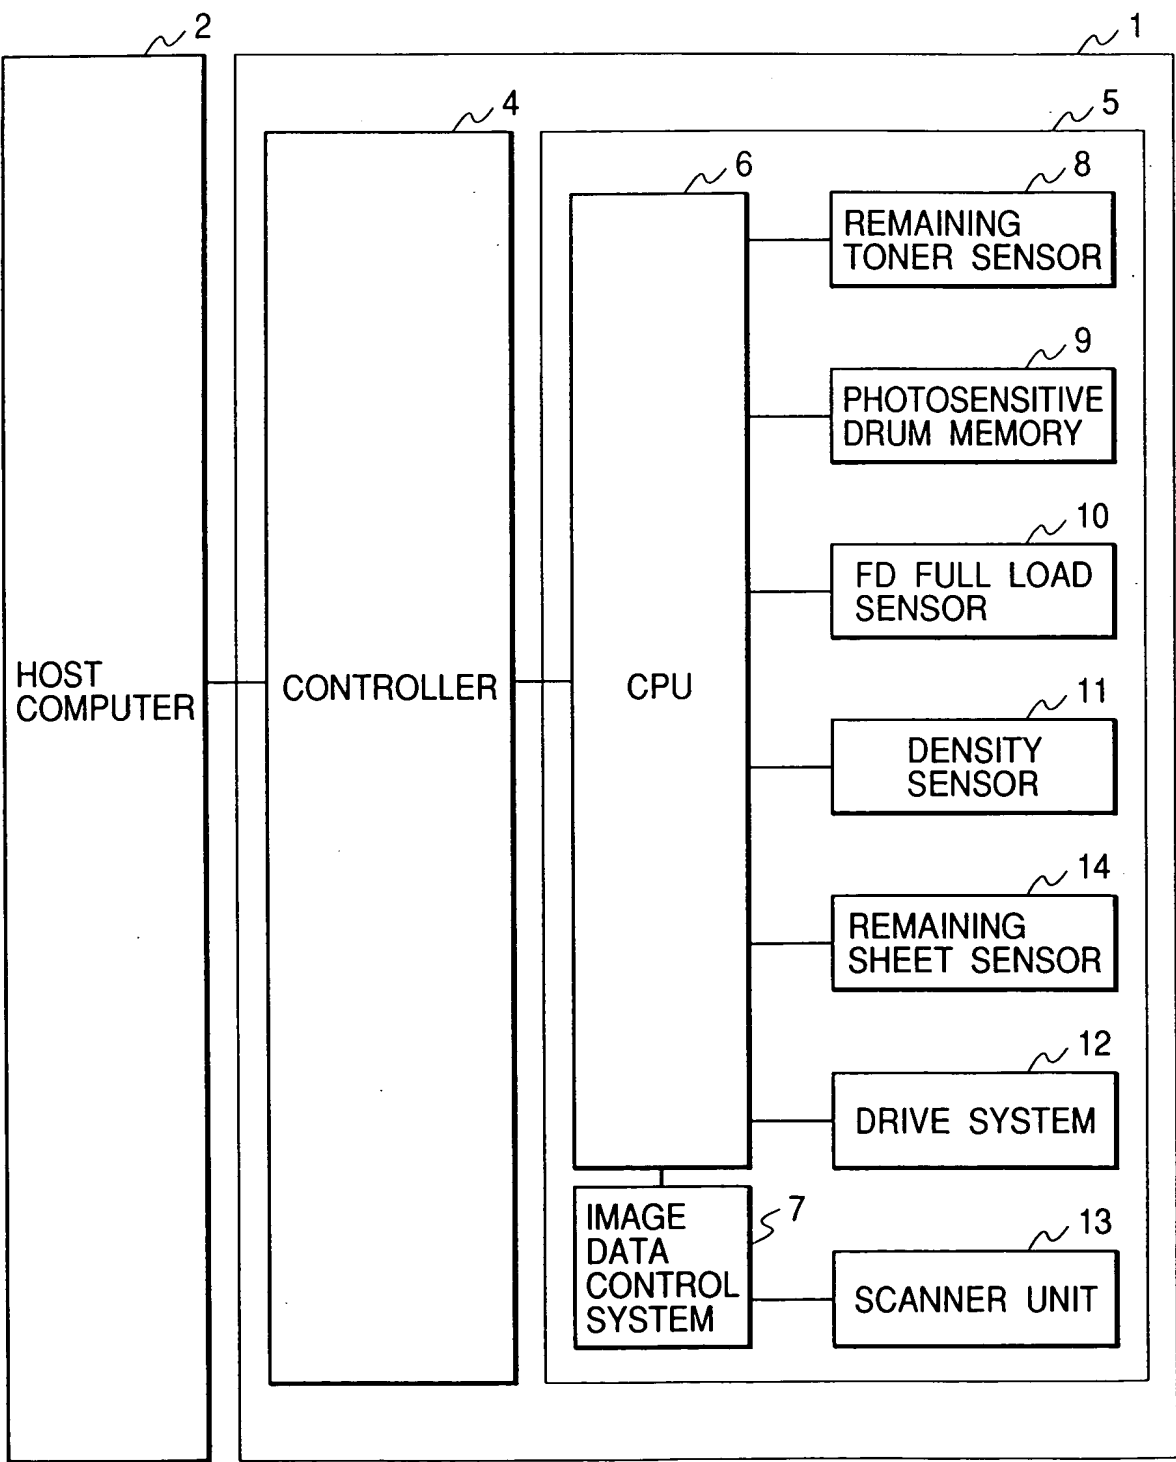 2
1
4
5
6
8
REMAINING
TONER SENSOR
9
PHOTOSENSITIVE
DRUM MEMORY
10
FD FULL LOAD
SENSOR
HOST
COMPUTER
CONTROLLER
CPU
11
DENSITY
SENSOR
14
REMAINING
SHEET SENSOR
12
DRIVE SYSTEM
7
IMAGE
DATA
CONTROL
SYSTEM
13
SCANNER UNIT